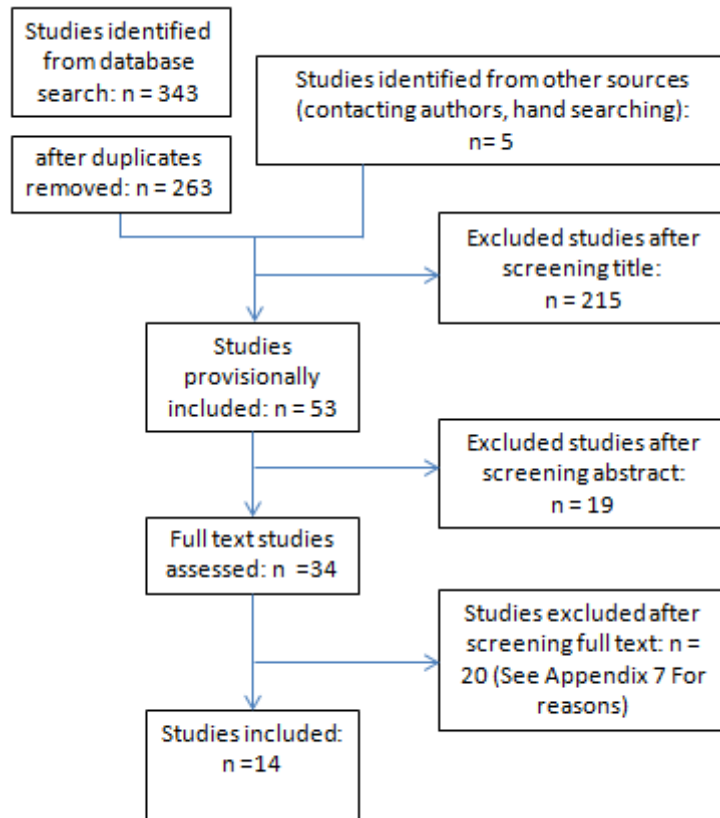 Studies identified
from database
search: n = 343
Studies identified from other sources
(contacting authors, hand searching):
n= 5
after duplicates
removed: n = 263
Excluded studies after
screening title:
n = 215
Studies
provisionally
included: n = 53
Excluded studies after
screening abstract:
n = 19
Full text studies
assessed: n =34
Studies excluded after
screening full text: n =
20 (See Appendix 7 For
reasons)
Studies included:
n =14